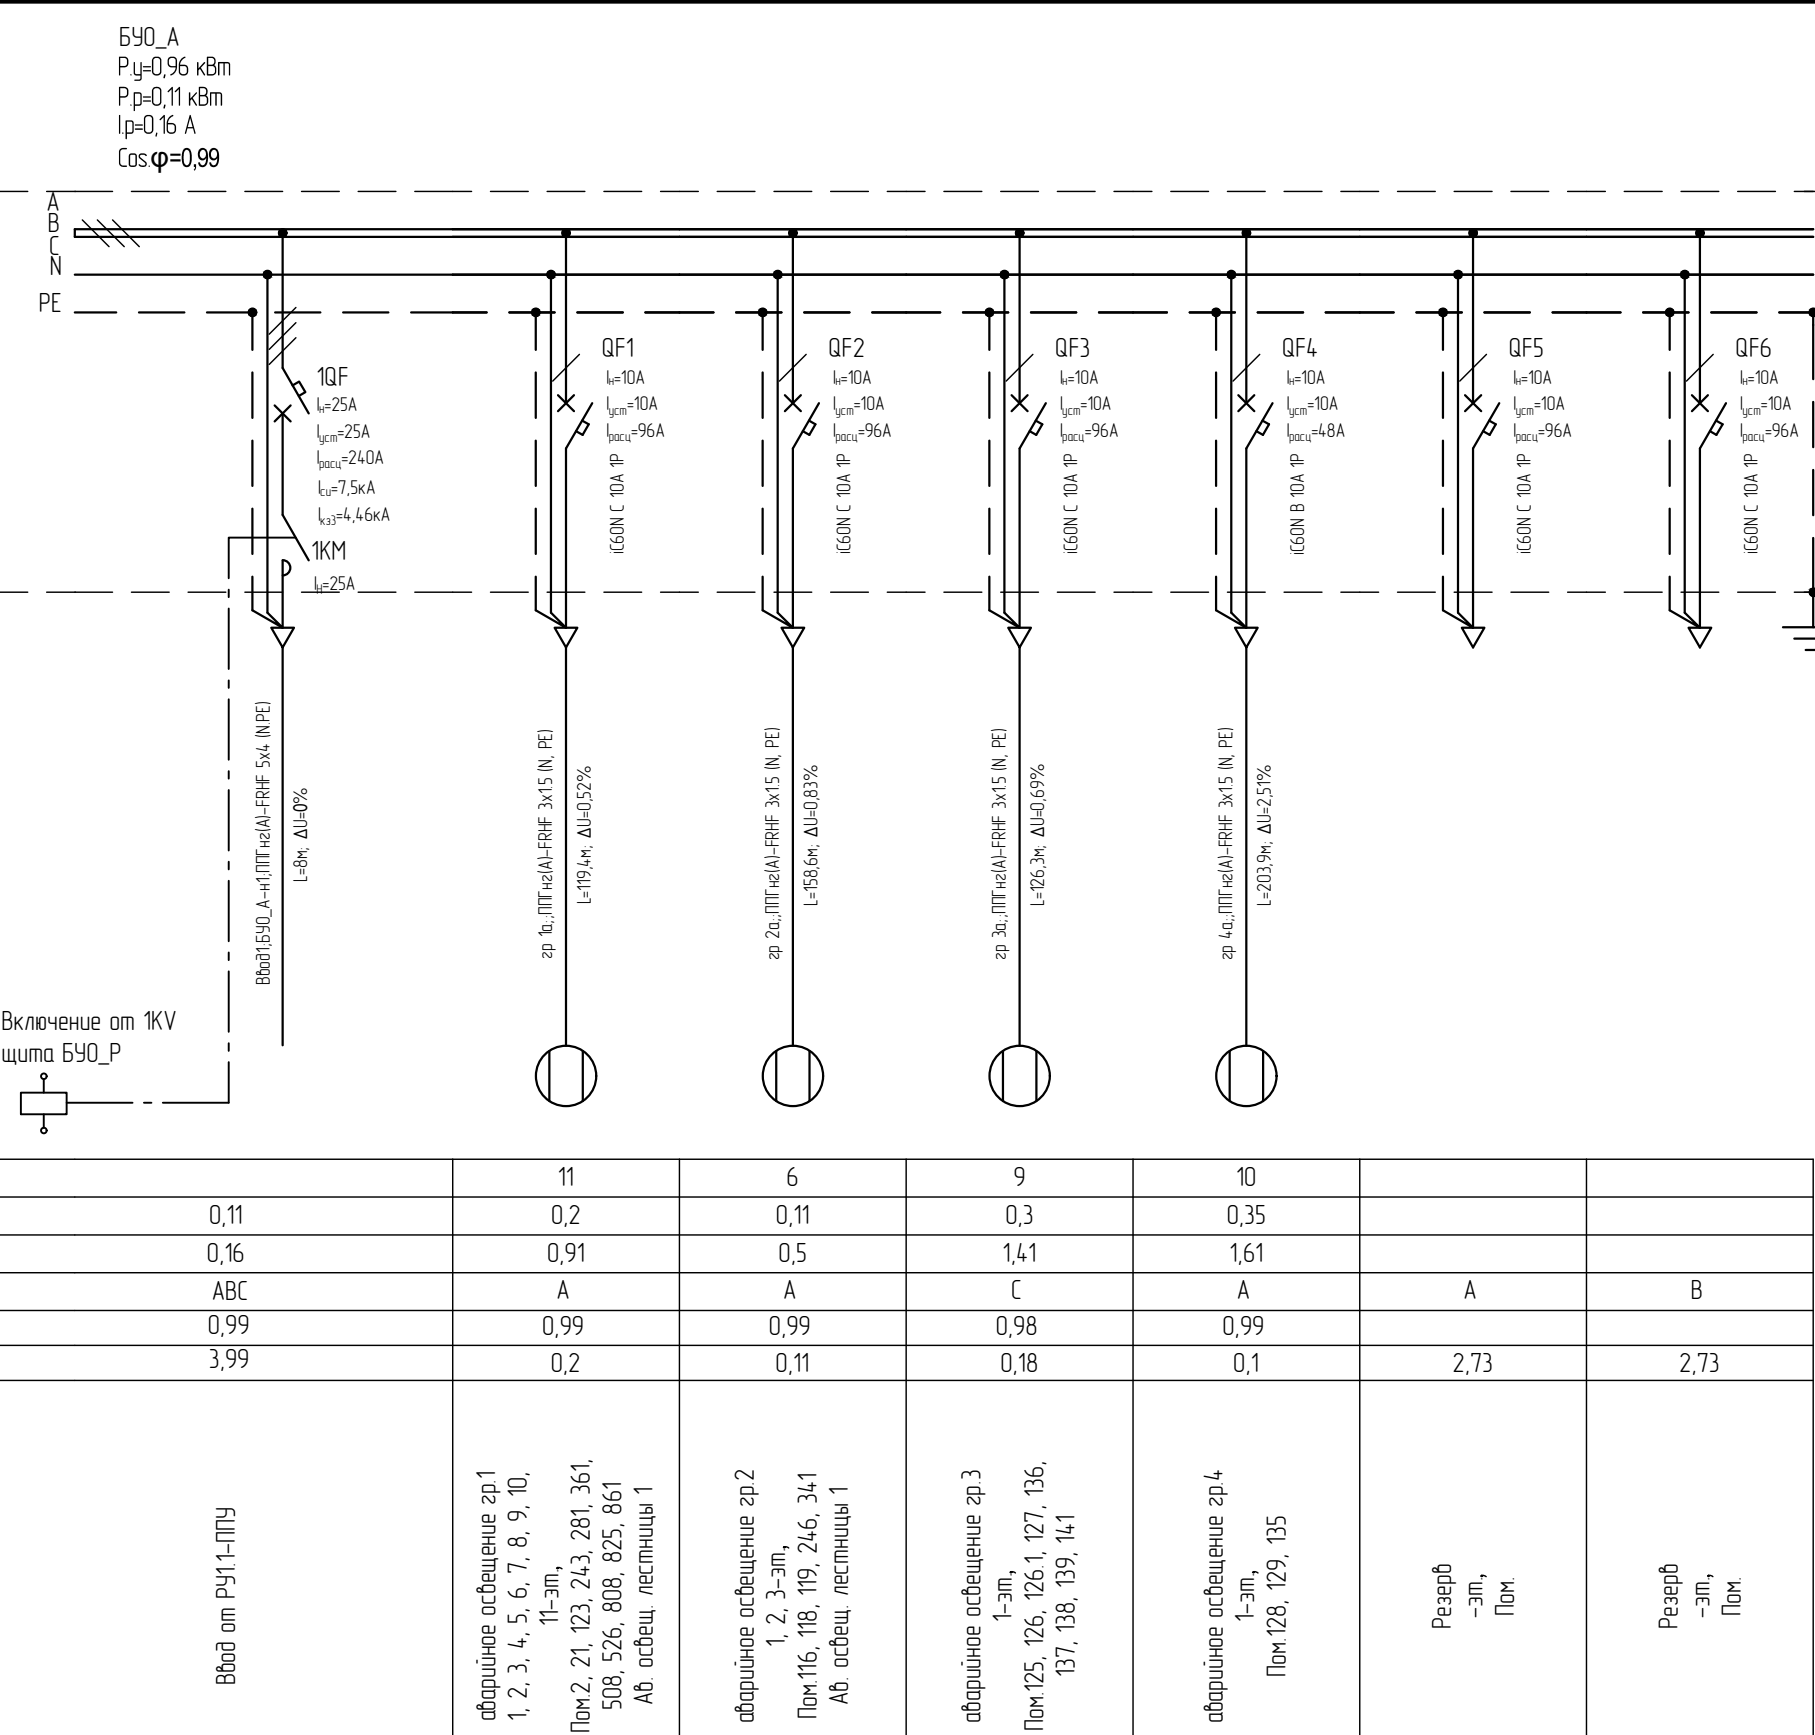 БУО_А
Р.у=0,96 кВт
Р.р=0,11 кВт
I.р=0,16 А
Cos.φ=0,99
A
B
C
N
PE
1QF
Iн=25А
Iуст=25А
Iрасц=240А
Icu=7,5кА
Iкз3=4,46кА
1КМ
Iн=25А
QF1
Iн=10А
Iуст=10А
Iрасц=96А
iC60N C 10A 1P
QF2
Iн=10А
Iуст=10А
Iрасц=96А
iC60N C 10A 1P
QF3
Iн=10А
Iуст=10А
Iрасц=96А
iC60N C 10A 1P
QF4
Iн=10А
Iуст=10А
Iрасц=48А
iC60N B 10A 1P
QF5
Iн=10А
Iуст=10А
Iрасц=96А
iC60N C 10A 1P
QF6
Iн=10А
Iуст=10А
Iрасц=96А
iC60N C 10A 1P
Ввод1;БУО_А-н1;ППГнг(А)-FRHF 5x4 (N.PE)
L=8м; ΔU=0%
гр 1а;;ППГнг(А)-FRHF 3x1.5 (N, PE)
L=119,4м; ΔU=0,52%
гр 2а;;ППГнг(А)-FRHF 3x1.5 (N, PE)
L=158,6м; ΔU=0,83%
гр 3а;;ППГнг(А)-FRHF 3x1.5 (N, PE)
L=126,3м; ΔU=0,69%
гр 4а;;ППГнг(А)-FRHF 3x1.5 (N, PE)
L=203,9м; ΔU=2,51%
Включение от 1KV
щита БУО_Р
11 6 9 10
0,11 0,2 0,11 0,3 0,35
0,16 0,91 0,5 1,41 1,61
ABC A A C A A B
0,99 0,99 0,99 0,98 0,99
3,99 0,2 0,11 0,18 0,1 2,73 2,73
Ввод от РУ1.1-ППУ
аварийное освещение гр.1
1, 2, 3, 4, 5, 6, 7, 8, 9, 10,
11-эт,
Пом.2, 21, 123, 243, 281, 361,
508, 526, 808, 825, 861
Ав. освещ. лестницы 1
аварийное освещение гр.2
1, 2, 3-эт,
Пом.116, 118, 119, 246, 341
Ав. освещ. лестницы 1
аварийное освещение гр.3
1-эт,
Пом.125, 126, 126.1, 127, 136,
137, 138, 139, 141
аварийное освещение гр.4
1-эт,
Пом.128, 129, 135
Резерв
-эт,
Пом.
Резерв
-эт,
Пом.